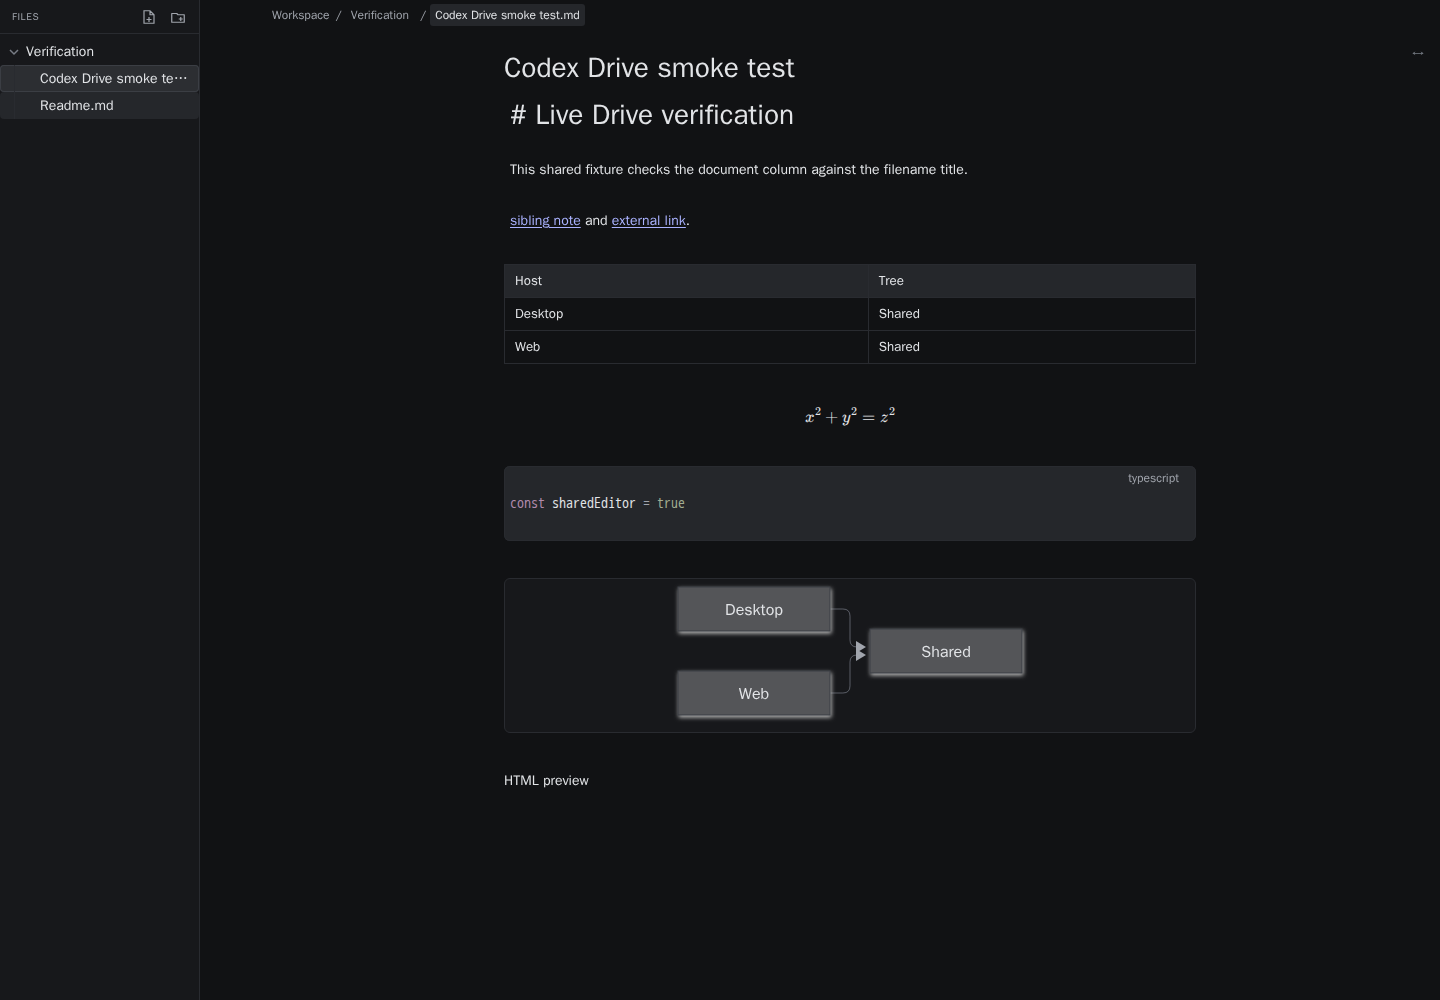 FILES
Workspace / Verification / Codex Drive smoke test.md
Verification
Codex Drive smoke te···
Readme.md
Codex Drive smoke test
# Live Drive verification
This shared fixture checks the document column against the filename title.
sibling note and external link.
Host Tree
Desktop Shared
Web Shared
x² + y² = z²
typescript
const sharedEditor = true
Desktop
Shared
Web
HTML preview